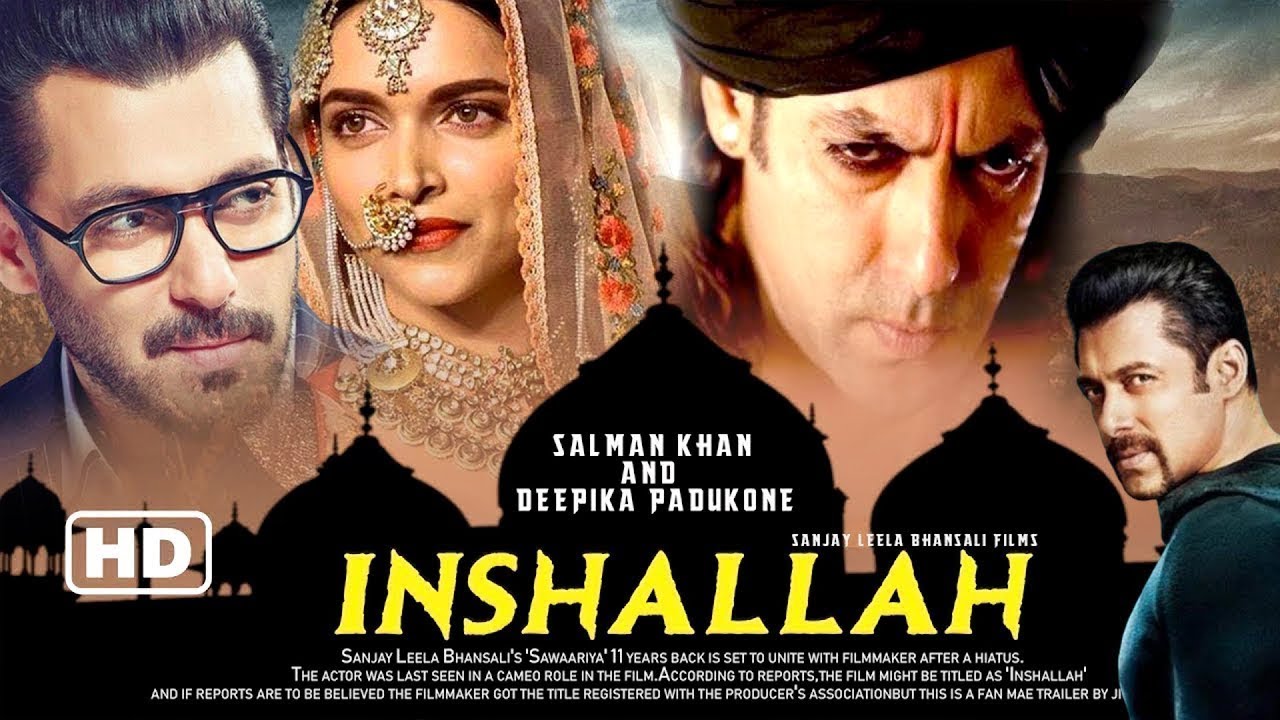 SALMAN KHAN
AND
DEEPIKA PADUKONE
SANJAY LEELA BHANSALI FILMS
HD
INSHALLAH
SANJAY LEELA BHANSALI'S 'SAWAARIYA' 11 YEARS BACK IS SET TO UNITE WITH FILMMAKER AFTER A HIATUS.
THE ACTOR WAS LAST SEEN IN A CAMEO ROLE IN THE FILM.ACCORDING TO REPORTS,THE FILM MIGHT BE TITLED AS 'INSHALLAH'
AND IF REPORTS ARE TO BE BELIEVED THE FILMMAKER GOT THE TITLE REGISTERED WITH THE PRODUCER'S ASSOCIATIONBUT THIS IS A FAN MAE TRAILER BY JI